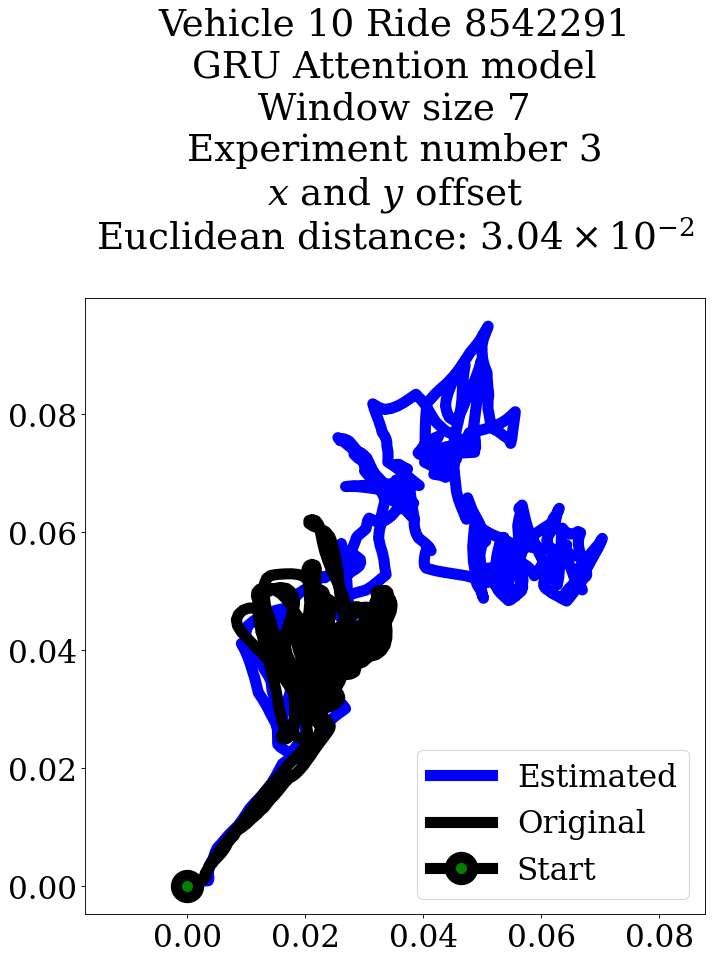 Vehicle 10 Ride 8542291
GRU Attention model
Window size 7
Experiment number 3
x and y offset
Euclidean distance: 3.04 × 10⁻²
0.08
0.06
0.04
0.02
0.00
Estimated
Original
Start
0.00 0.02 0.04 0.06 0.08